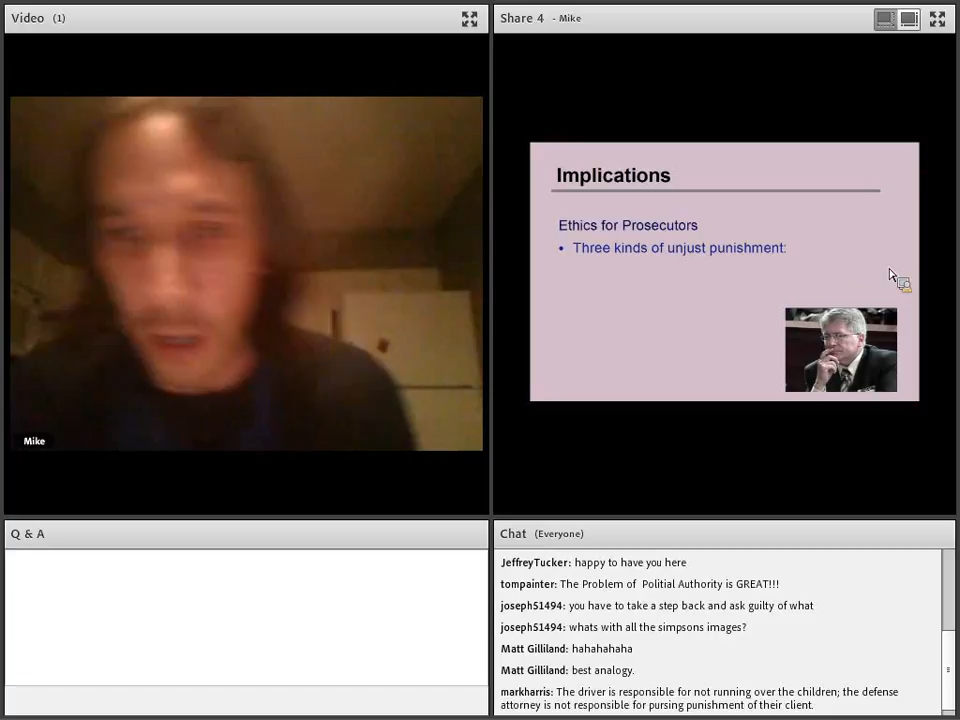 Video (1)
Share 4 - Mike
Implications
Ethics for Prosecutors
• Three kinds of unjust punishment:
Mike
Q & A
Chat (Everyone)
JeffreyTucker: happy to have you here
tompainter: The Problem of Politial Authority is GREAT!!!
joseph51494: you have to take a step back and ask guilty of what
joseph51494: whats with all the simpsons images?
Matt Gilliland: hahahahaha
Matt Gilliland: best analogy.
markharris: The driver is responsible for not running over the children; the defense
attorney is not responsible for pursing punishment of their client.